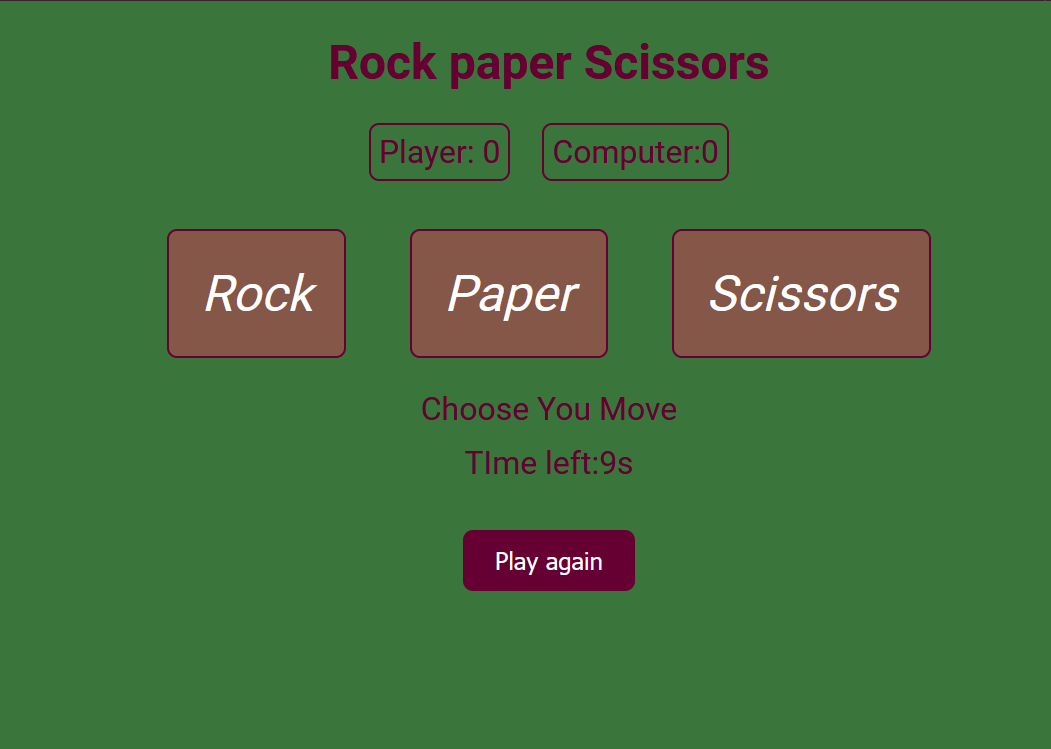 Rock paper Scissors
Player: 0 Computer:0
Rock Paper Scissors
Choose You Move
TIme left:9s
Play again